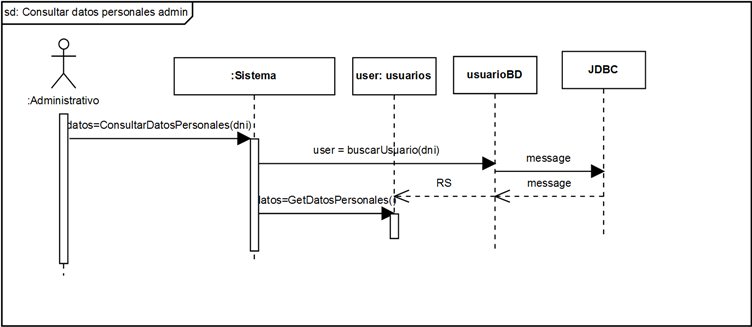 sd: Consultar datos personales admin
:Sistema
user: usuarios
usuarioBD
JDBC
:Administrativo
datos=ConsultarDatosPersonales(dni)
user = buscarUsuario(dni)
message
RS
message
datos=GetDatosPersonales()